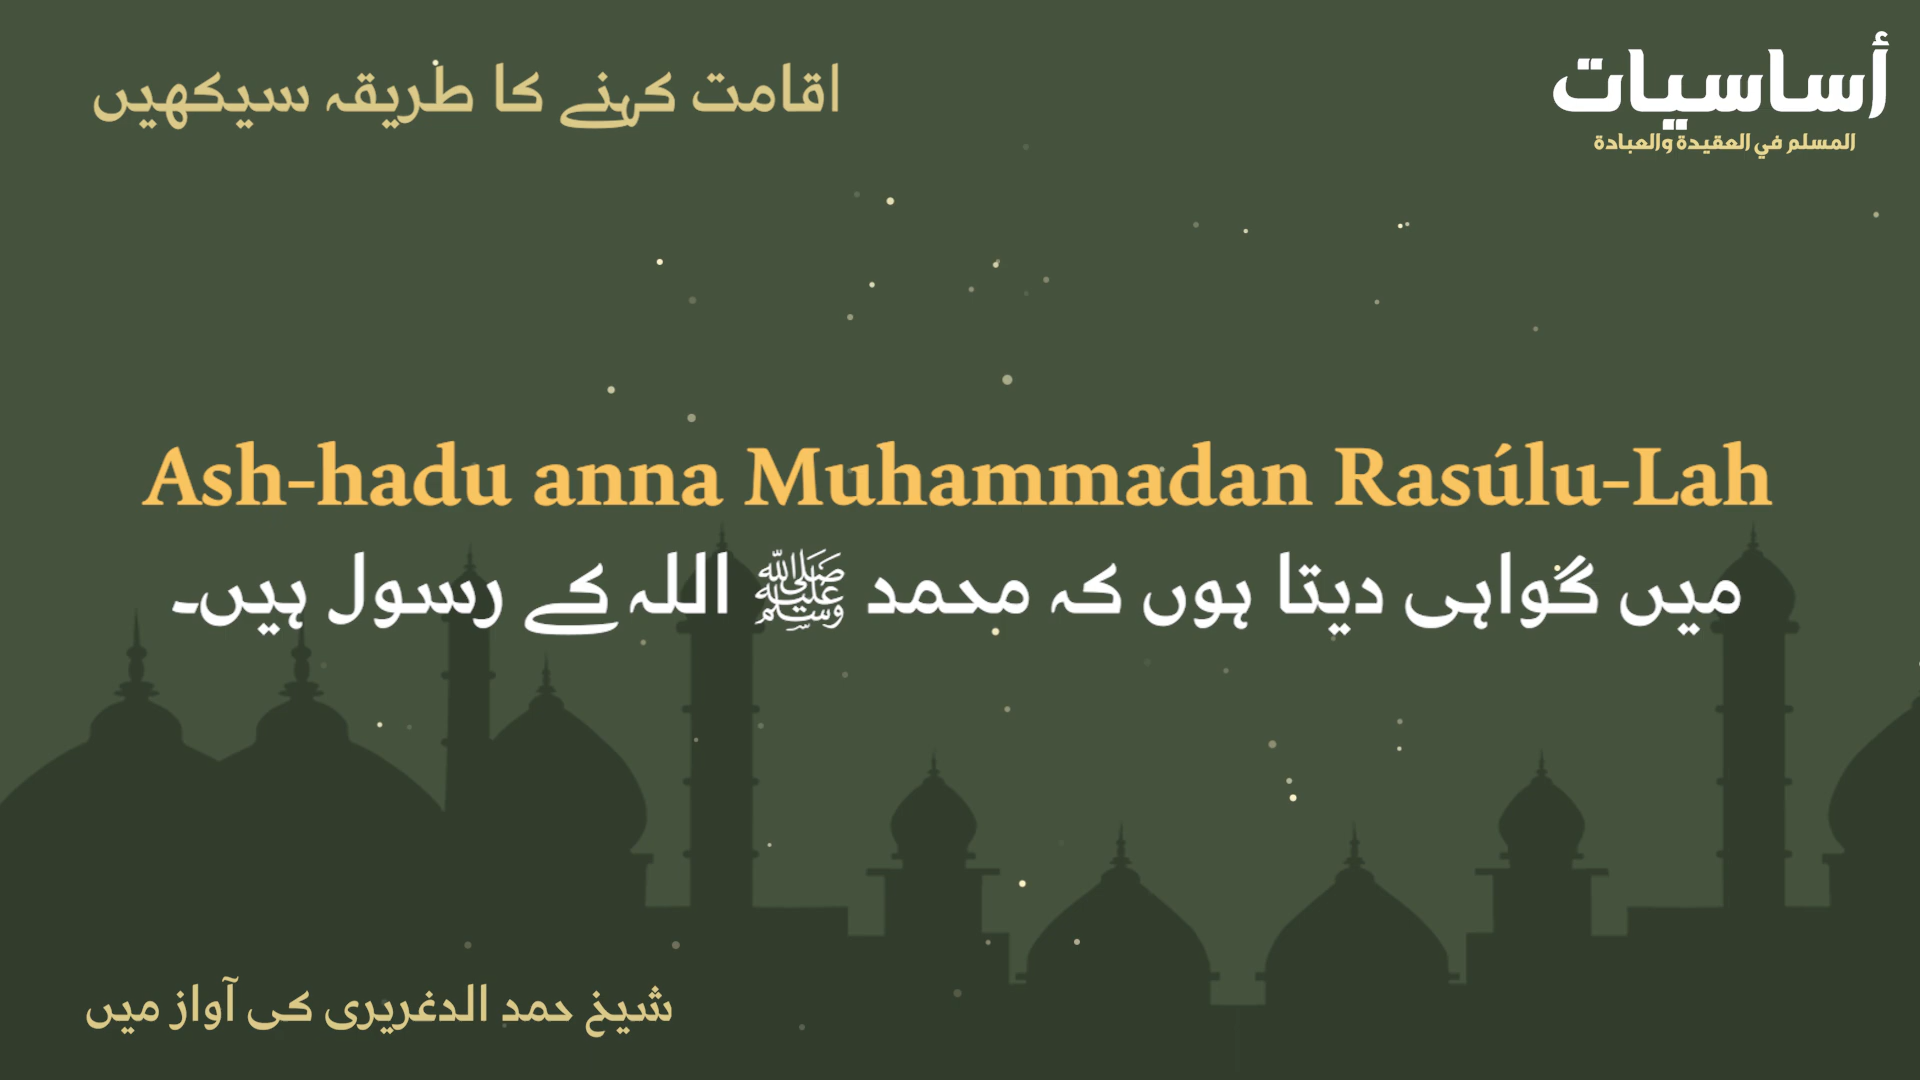 اقامت کہنے کا طریقہ سیکھیں
أساسيات
المسلم في العقيدة والعبادة
Ash-hadu anna Muhammadan Rasúlu-Lah
میں گواہی دیتا ہوں کہ محمد ﷺ اللہ کے رسول ہیں۔
شیخ حمد الدغریری کی آواز میں